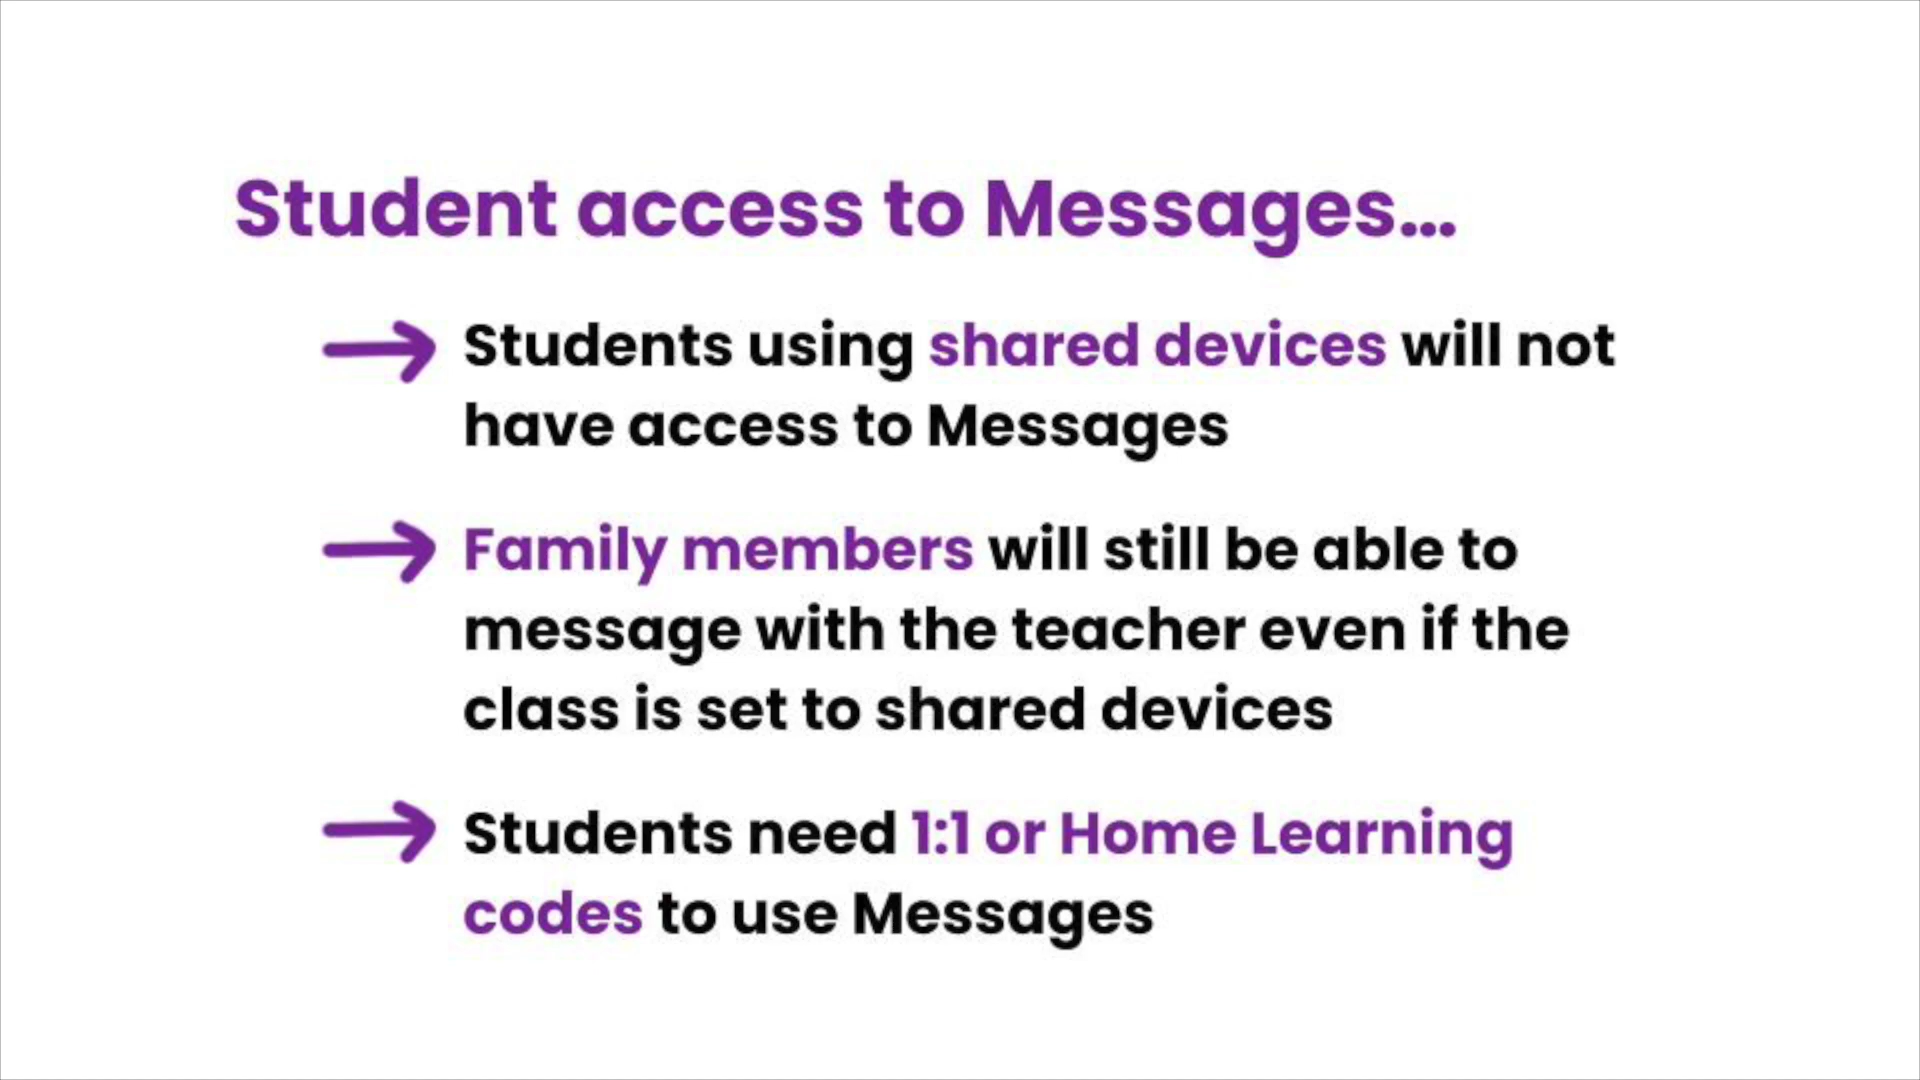 Student access to Messages...
Students using shared devices will not
have access to Messages
Family members will still be able to
message with the teacher even if the
class is set to shared devices
Students need 1:1 or Home Learning
codes to use Messages